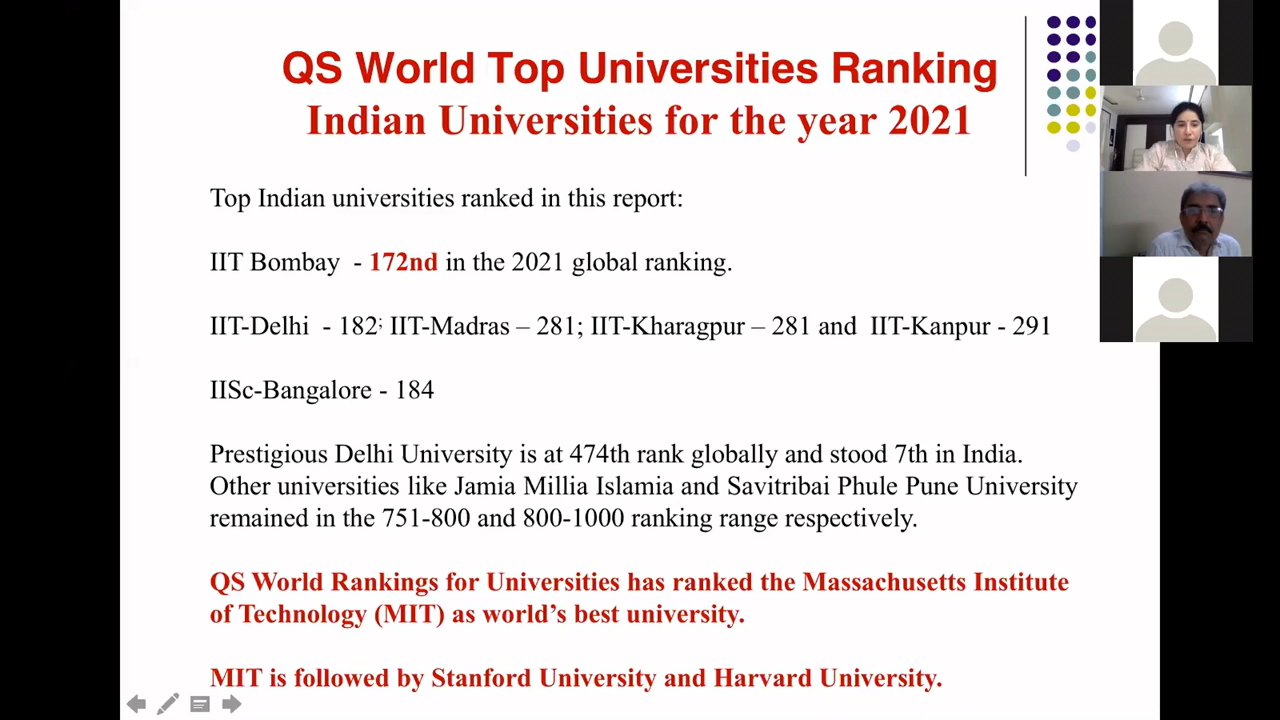 QS World Top Universities Ranking
Indian Universities for the year 2021
Top Indian universities ranked in this report:
IIT Bombay - 172nd in the 2021 global ranking.
IIT-Delhi - 182; IIT-Madras – 281; IIT-Kharagpur – 281 and IIT-Kanpur - 291
IISc-Bangalore - 184
Prestigious Delhi University is at 474th rank globally and stood 7th in India.
Other universities like Jamia Millia Islamia and Savitribai Phule Pune University
remained in the 751-800 and 800-1000 ranking range respectively.
QS World Rankings for Universities has ranked the Massachusetts Institute
of Technology (MIT) as world’s best university.
MIT is followed by Stanford University and Harvard University.